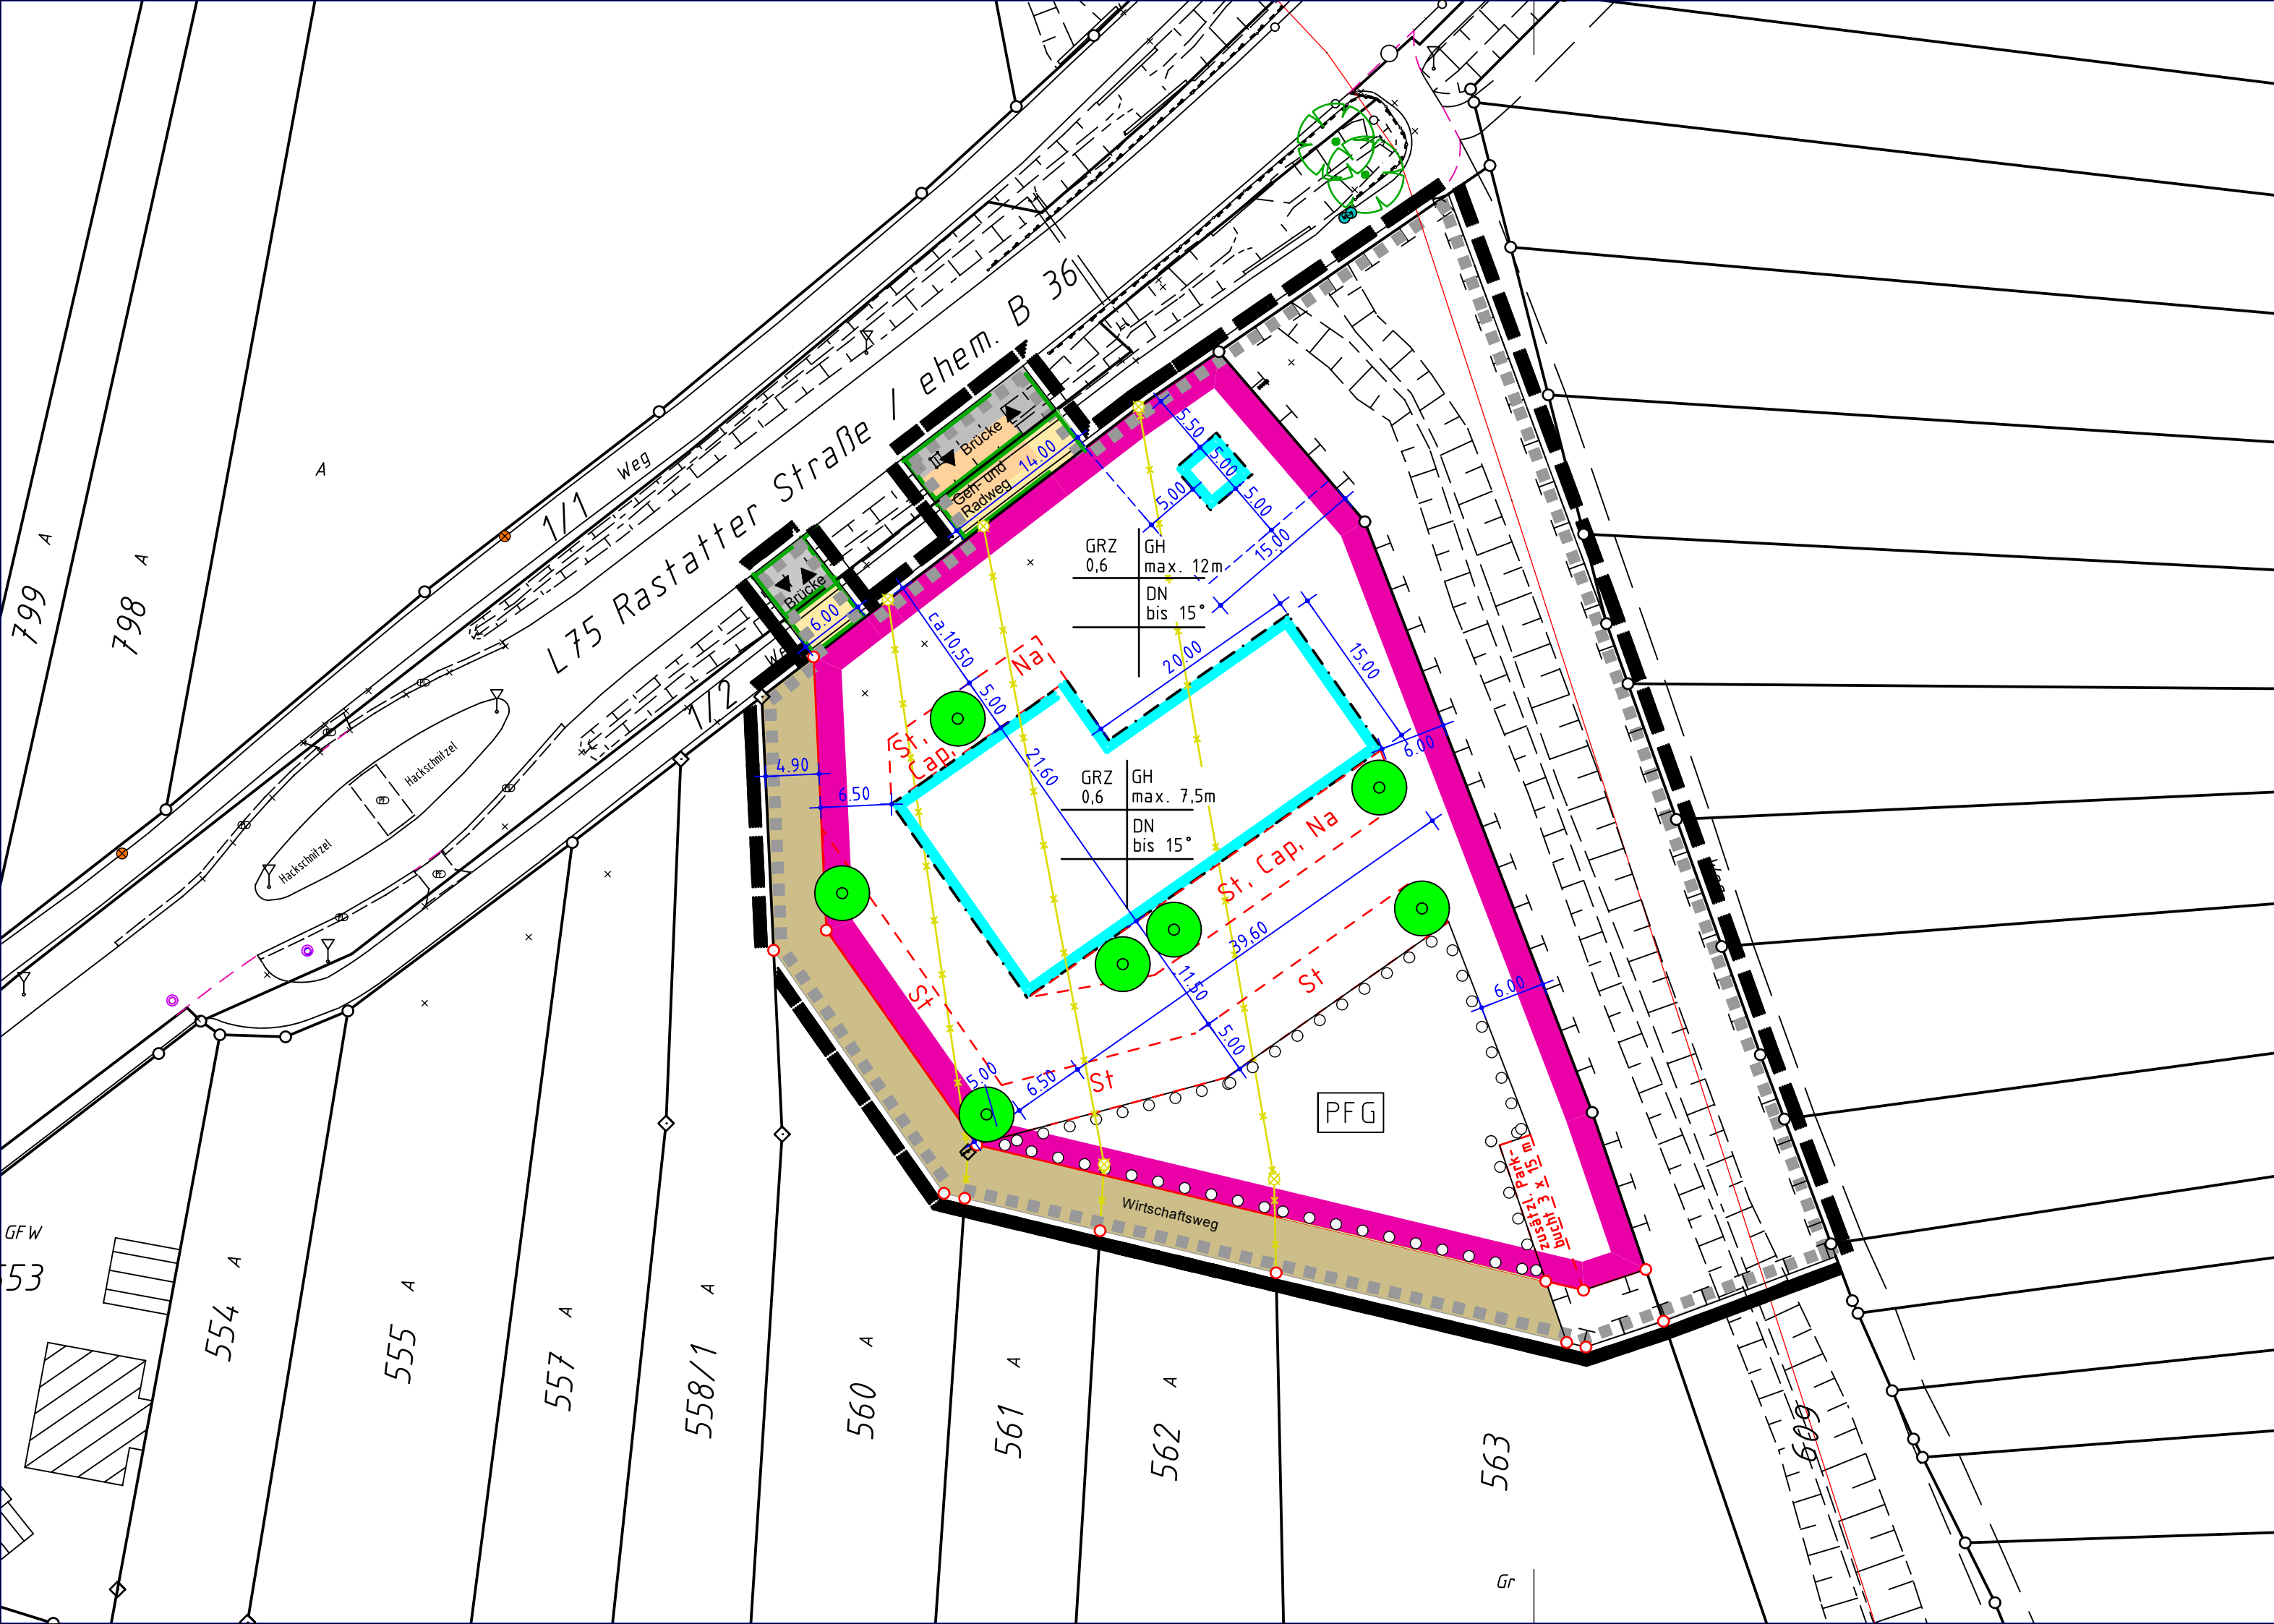 L75 Rastatter Straße / ehem. B 36
Weg
1/1
1/2
A
799 A
798 A
Hackschnitzel
Hackschnitzel
Brücke
Geh- und
Radweg
14.00
Brücke
6.00
5.50
5.00
5.00
5,00
15.00
GRZ
0,6
GH
max. 12m
DN
bis 15°
ca.10,50
Na
5.00
St,
Cap,
20.00
15.00
6.00
21.60
4.90
6.50
GRZ
0,6
GH
max. 7,5m
DN
bis 15°
St, Cap, Na
39,60
St
St
11.50
5.00
6.00
5.00
6.50
St
PFG
zusätzl. Park-
bucht 3 x 15 m
Wirtschaftsweg
GFW
553
554 A
555 A
557 A
558/1 A
560 A
561 A
562 A
563
609
Gr